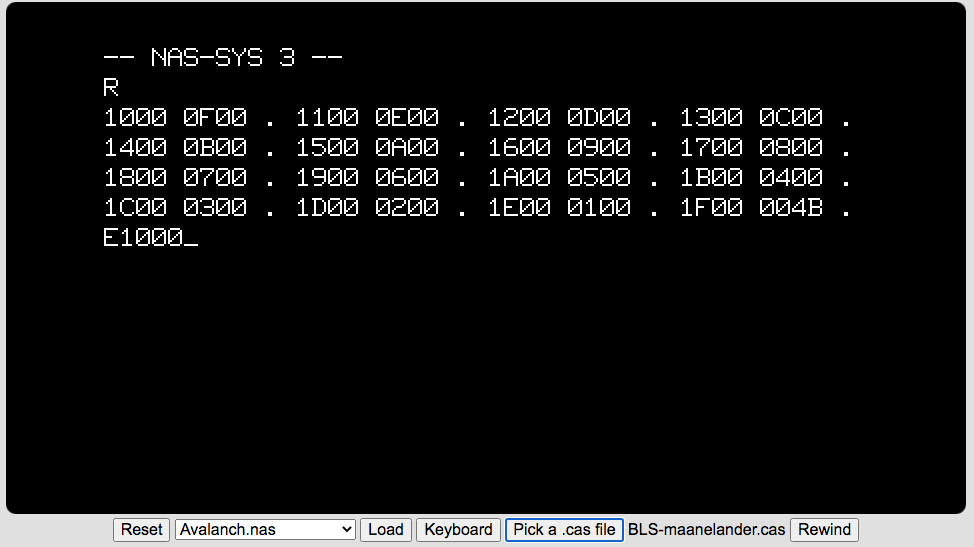 -- NAS-SYS 3 --
R
1000 0F00 . 1100 0E00 . 1200 0D00 . 1300 0C00 .
1400 0B00 . 1500 0A00 . 1600 0900 . 1700 0800 .
1800 0700 . 1900 0600 . 1A00 0500 . 1B00 0400 .
1C00 0300 . 1D00 0200 . 1E00 0100 . 1F00 004B .
E1000_
Reset Avalanch.nas Load Keyboard Pick a .cas file BLS-maanelander.cas Rewind